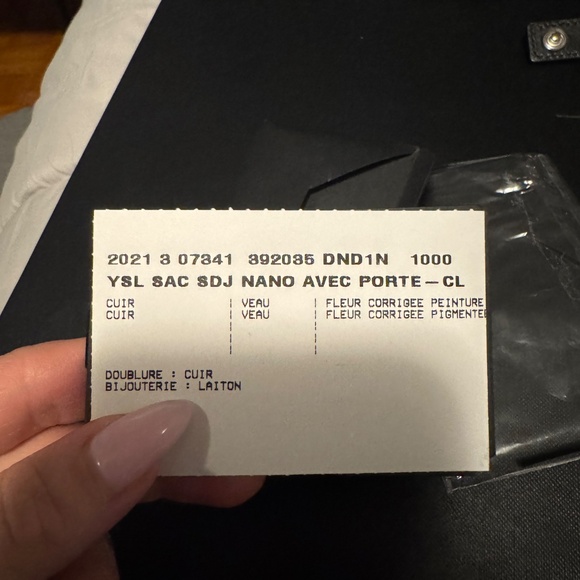 2021 3 07341 392035 DND1N 1000
YSL SAC SDJ NANO AVEC PORTE-CL
CUIR | VEAU | FLEUR CORRIGEE PEINTURE
CUIR | VEAU | FLEUR CORRIGEE PIGMENTEE
DOUBLURE : CUIR
BIJOUTERIE : LAITON